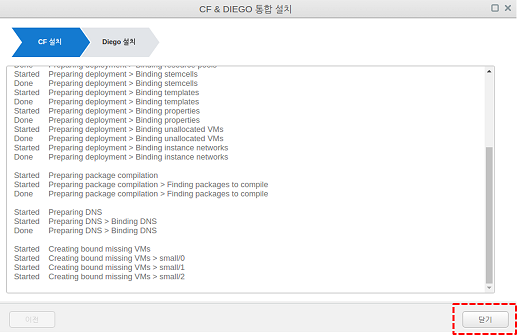 CF & DIEGO 통합 설치
CF 설치
Diego 설치
Done Preparing deployment > Binding resource pools
Started Preparing deployment > Binding stemcells
Done Preparing deployment > Binding stemcells
Started Preparing deployment > Binding templates
Done Preparing deployment > Binding templates
Started Preparing deployment > Binding properties
Done Preparing deployment > Binding properties
Started Preparing deployment > Binding unallocated VMs
Done Preparing deployment > Binding unallocated VMs
Started Preparing deployment > Binding instance networks
Done Preparing deployment > Binding instance networks
Started Preparing package compilation
Started Preparing package compilation > Finding packages to compile
Done Preparing package compilation > Finding packages to compile
Started Preparing DNS
Started Preparing DNS > Binding DNS
Done Preparing DNS > Binding DNS
Started Creating bound missing VMs
Started Creating bound missing VMs > small/0
Started Creating bound missing VMs > small/1
Started Creating bound missing VMs > small/2
이전
닫기